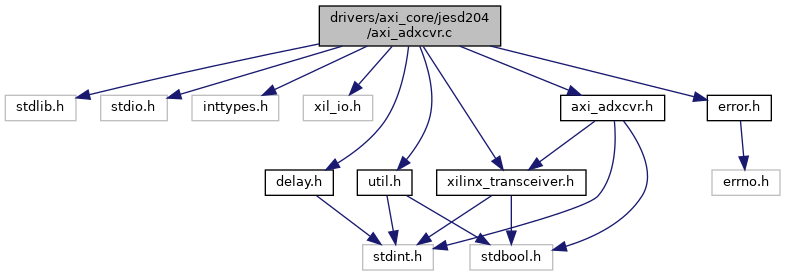 drivers/axi_core/jesd204
/axi_adxcvr.c
stdlib.h
stdio.h
inttypes.h
xil_io.h
axi_adxcvr.h
error.h
delay.h
util.h
xilinx_transceiver.h
errno.h
stdint.h
stdbool.h